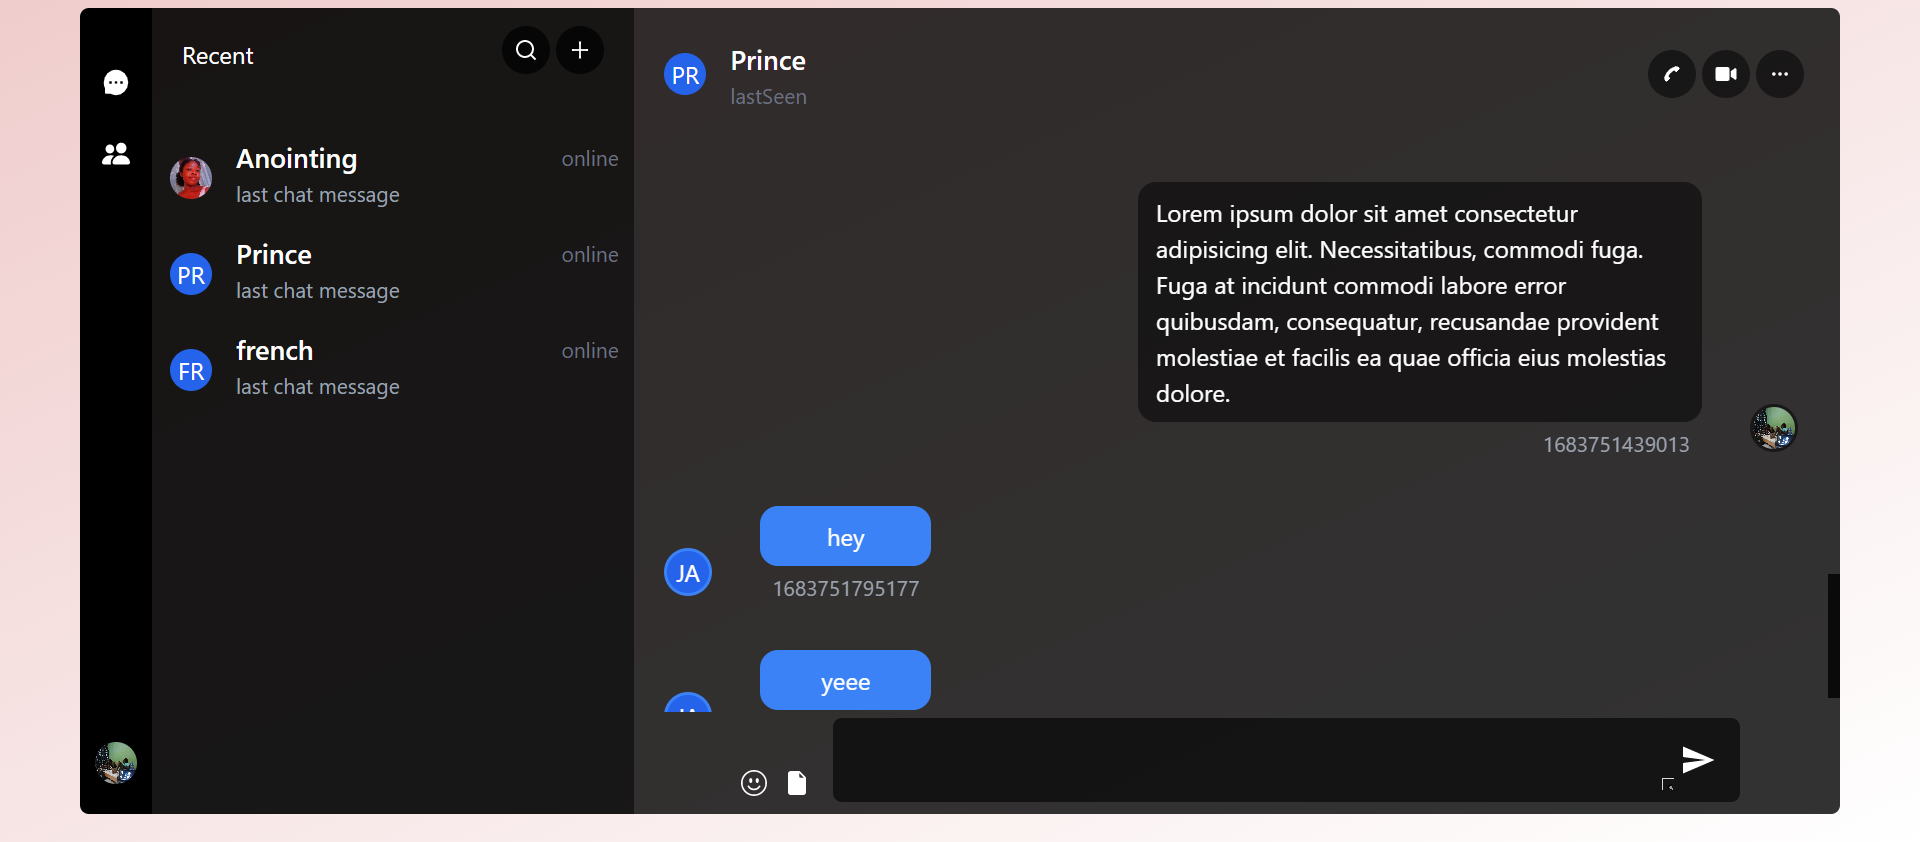 Recent
Anointing
online
last chat message
PR
Prince
online
last chat message
FR
french
online
last chat message
PR
Prince
lastSeen
Lorem ipsum dolor sit amet consectetur
adipisicing elit. Necessitatibus, commodi fuga.
Fuga at incidunt commodi labore error
quibusdam, consequatur, recusandae provident
molestiae et facilis ea quae officia eius molestias
dolore.
1683751439013
hey
JA
1683751795177
yeee